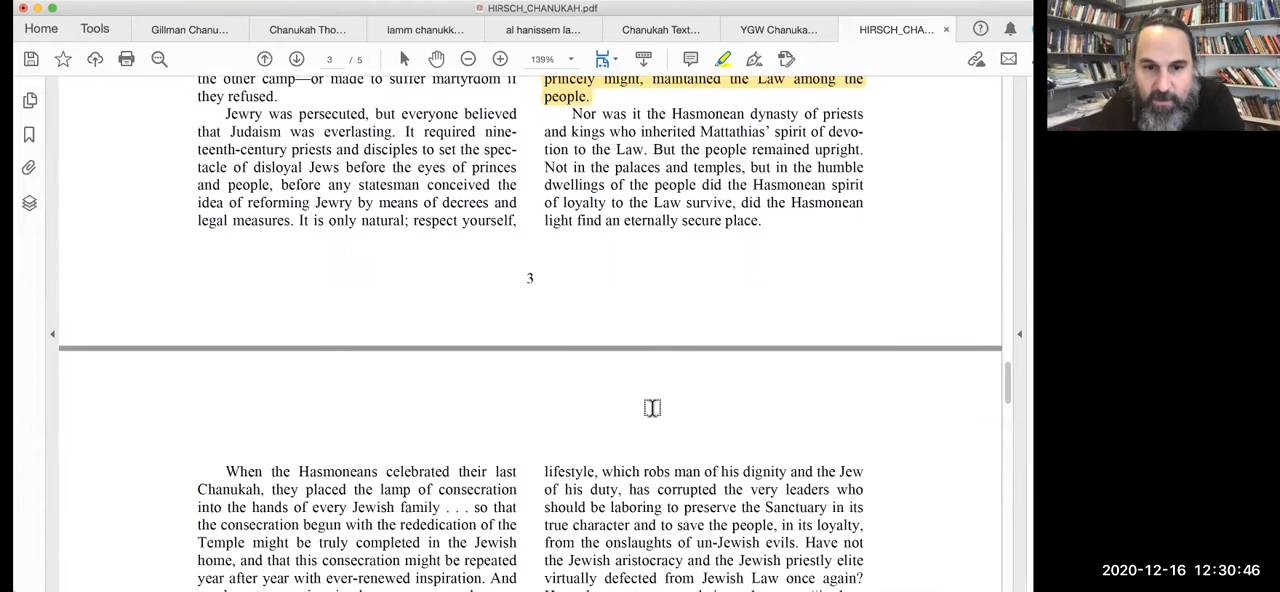 HIRSCH_CHANUKAH.pdf
Home Tools Gillman Chanu... Chanukah Tho... lamm chanukk... al hanissem la... Chanukah Text... YGW Chanuka... HIRSCH_CHA... ×
3 / 5 139%
the other camp—or made to suffer martyrdom if
they refused.
Jewry was persecuted, but everyone believed
that Judaism was everlasting. It required nine-
teenth-century priests and disciples to set the spec-
tacle of disloyal Jews before the eyes of princes
and people, before any statesman conceived the
idea of reforming Jewry by means of decrees and
legal measures. It is only natural; respect yourself,
princely might, maintained the Law among the
people.
Nor was it the Hasmonean dynasty of priests
and kings who inherited Mattathias’ spirit of devo-
tion to the Law. But the people remained upright.
Not in the palaces and temples, but in the humble
dwellings of the people did the Hasmonean spirit
of loyalty to the Law survive, did the Hasmonean
light find an eternally secure place.
3
When the Hasmoneans celebrated their last
Chanukah, they placed the lamp of consecration
into the hands of every Jewish family . . . so that
the consecration begun with the rededication of the
Temple might be truly completed in the Jewish
home, and that this consecration might be repeated
year after year with ever-renewed inspiration. And
lifestyle, which robs man of his dignity and the Jew
of his duty, has corrupted the very leaders who
should be laboring to preserve the Sanctuary in its
true character and to save the people, in its loyalty,
from the onslaughts of un-Jewish evils. Have not
the Jewish aristocracy and the Jewish priestly elite
virtually defected from Jewish Law once again?
2020-12-16 12:30:46